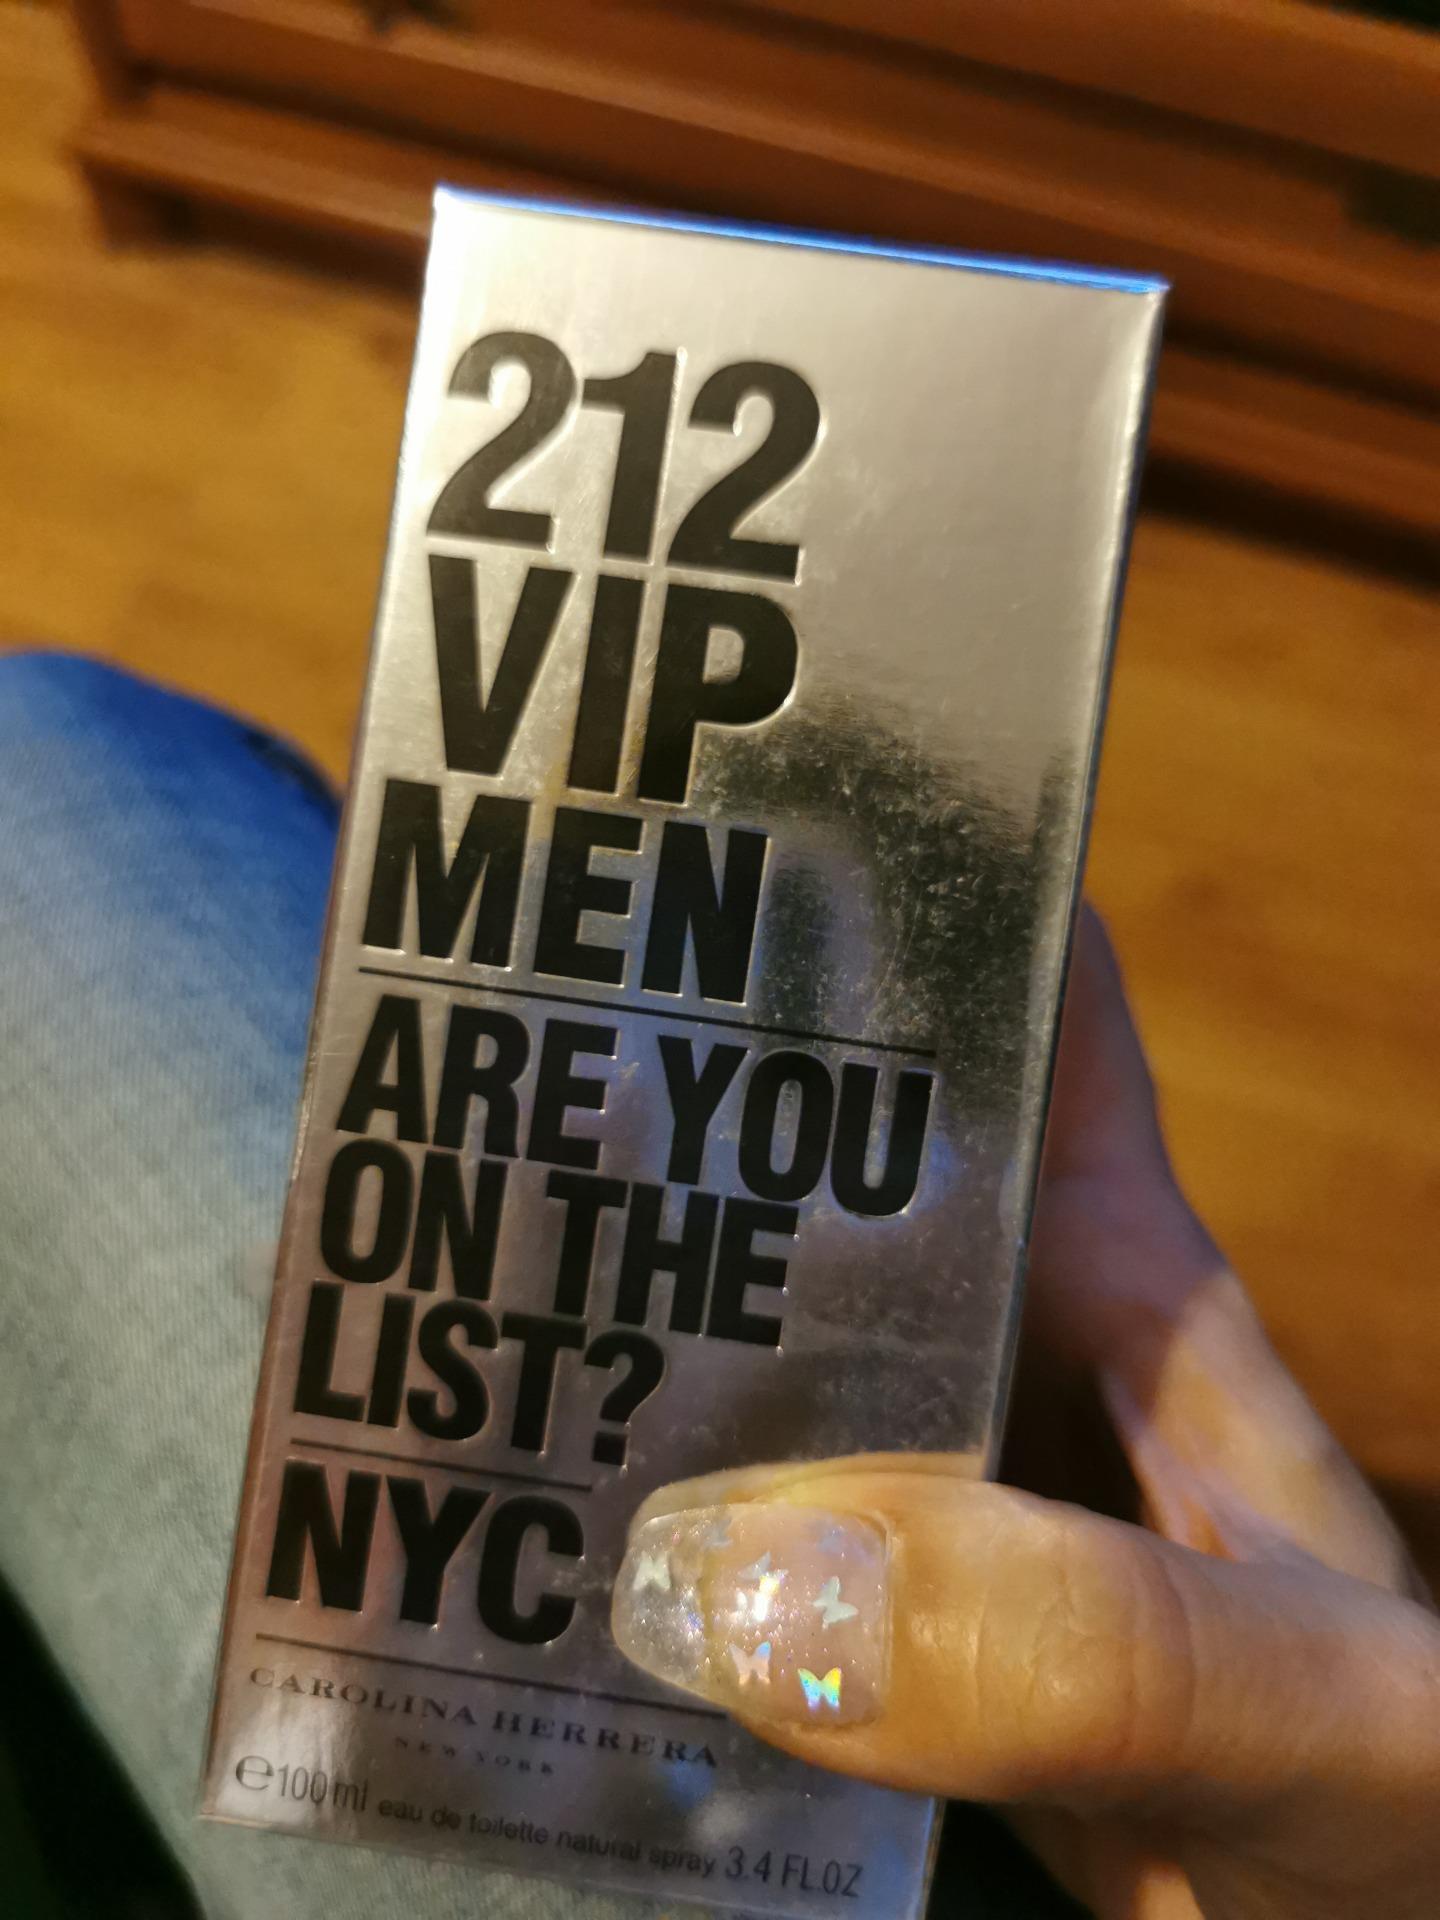 212
VIP
MEN
ARE YOU
ON THE
LIST?
NYC
CAROLINA HERRERA
NEW YORK
℮100ml eau de toilette natural spray 3.4 FL.OZ